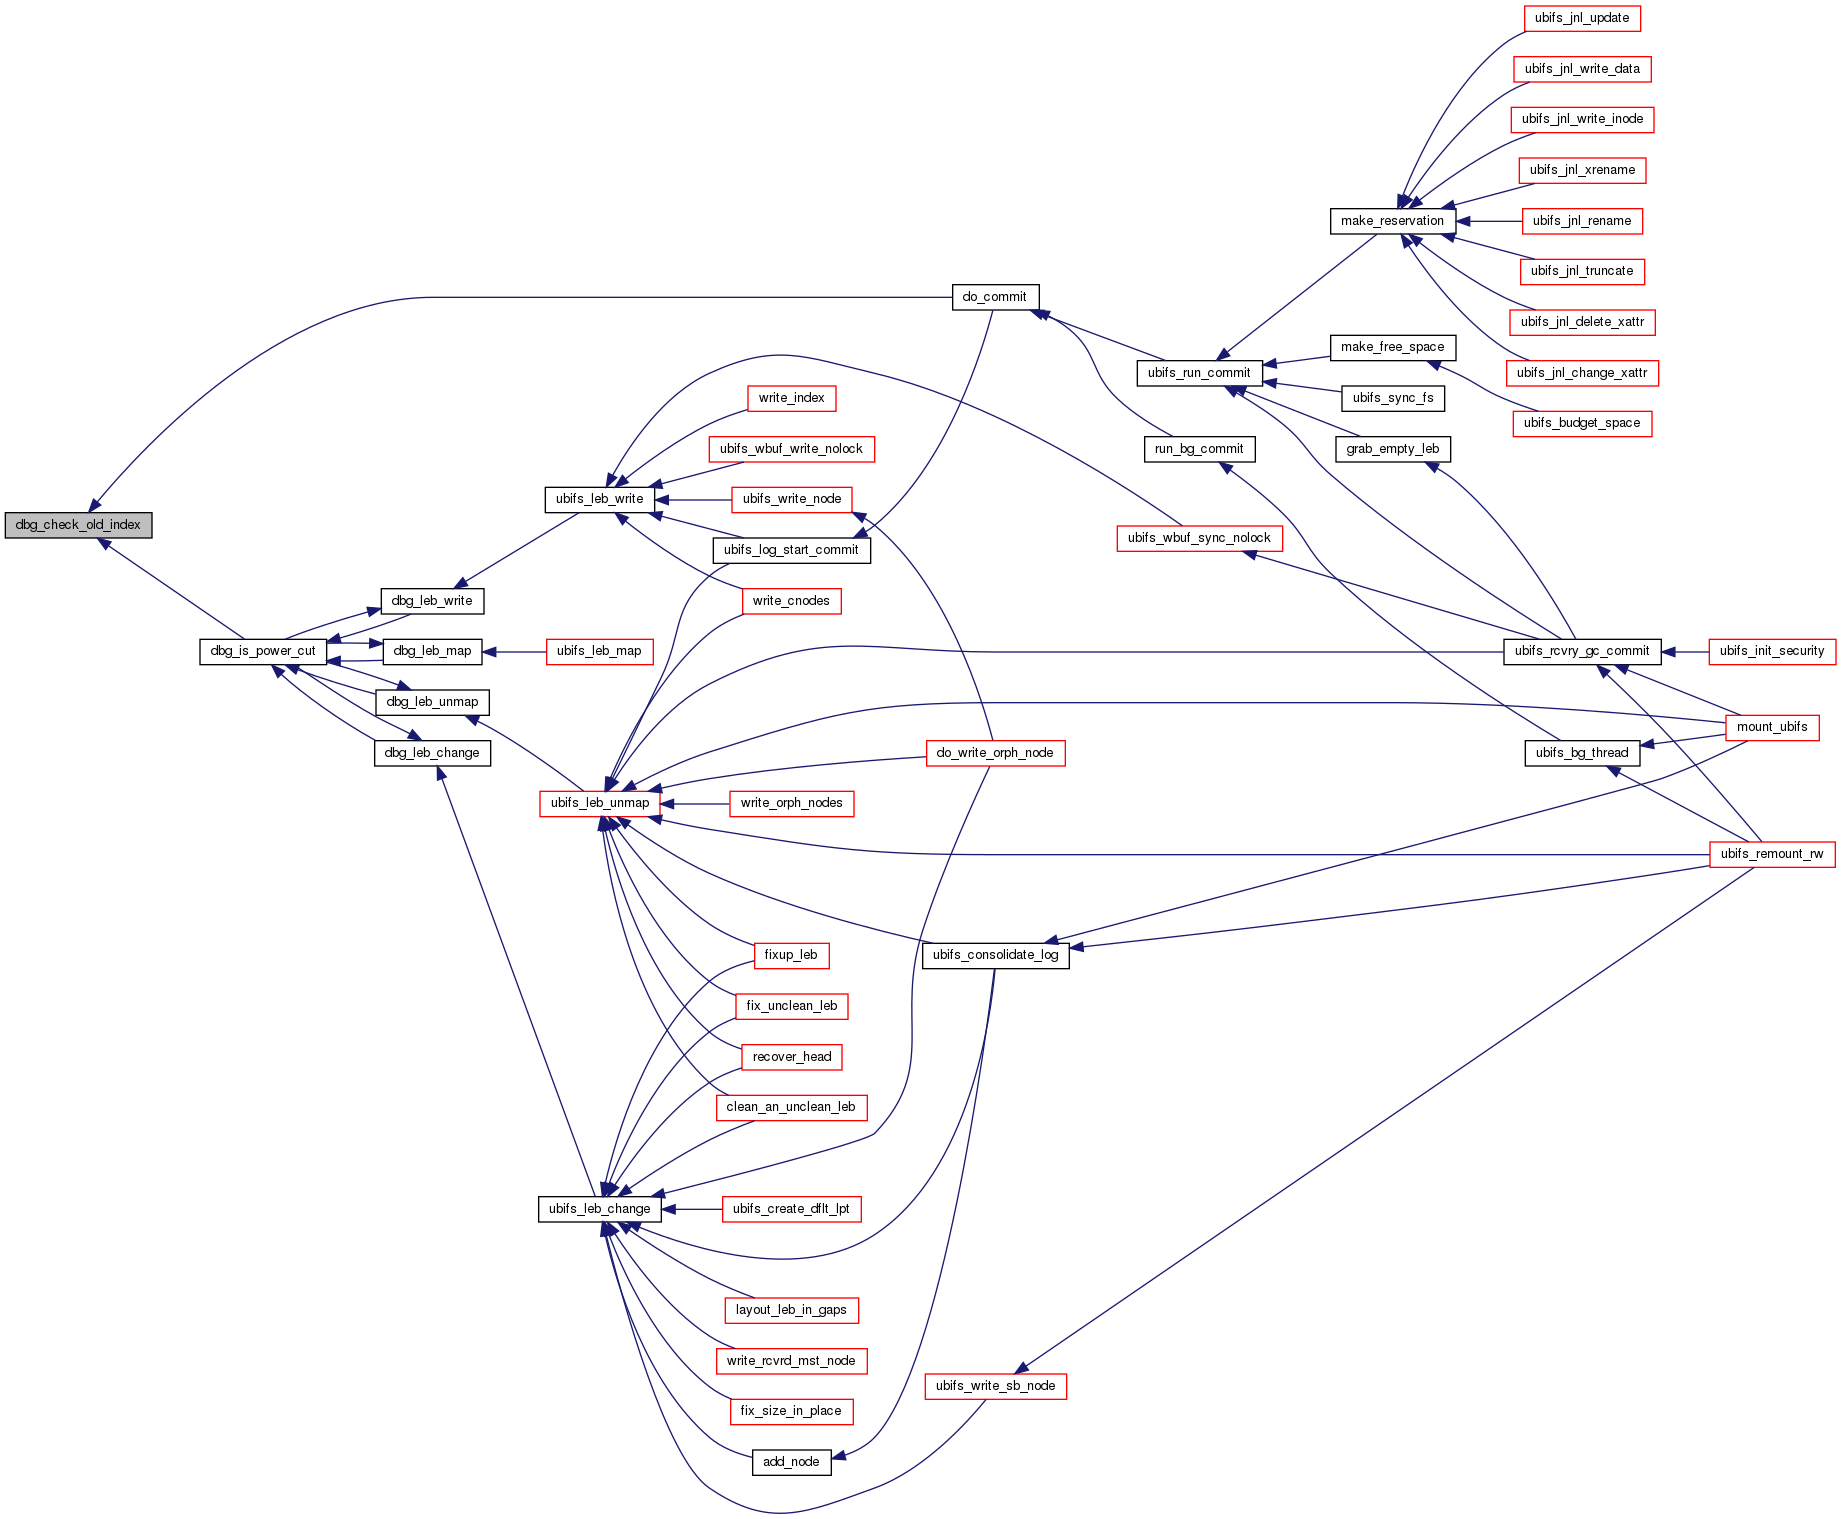 ubifs_jnl_update
ubifs_jnl_write_data
ubifs_jnl_write_inode
ubifs_jnl_xrename
make_reservation
ubifs_jnl_rename
ubifs_jnl_truncate
do_commit
ubifs_jnl_delete_xattr
make_free_space
ubifs_run_commit
ubifs_jnl_change_xattr
write_index
ubifs_sync_fs
ubifs_budget_space
ubifs_wbuf_write_nolock
run_bg_commit
grab_empty_leb
ubifs_leb_write
ubifs_write_node
dbg_check_old_index
ubifs_wbuf_sync_nolock
ubifs_log_start_commit
dbg_leb_write
write_cnodes
dbg_is_power_cut
dbg_leb_map
ubifs_leb_map
ubifs_rcvry_gc_commit
ubifs_init_security
dbg_leb_unmap
mount_ubifs
dbg_leb_change
do_write_orph_node
ubifs_bg_thread
ubifs_leb_unmap
write_orph_nodes
ubifs_remount_rw
fixup_leb
ubifs_consolidate_log
fix_unclean_leb
recover_head
clean_an_unclean_leb
ubifs_leb_change
ubifs_create_dflt_lpt
layout_leb_in_gaps
write_rcvrd_mst_node
ubifs_write_sb_node
fix_size_in_place
add_node